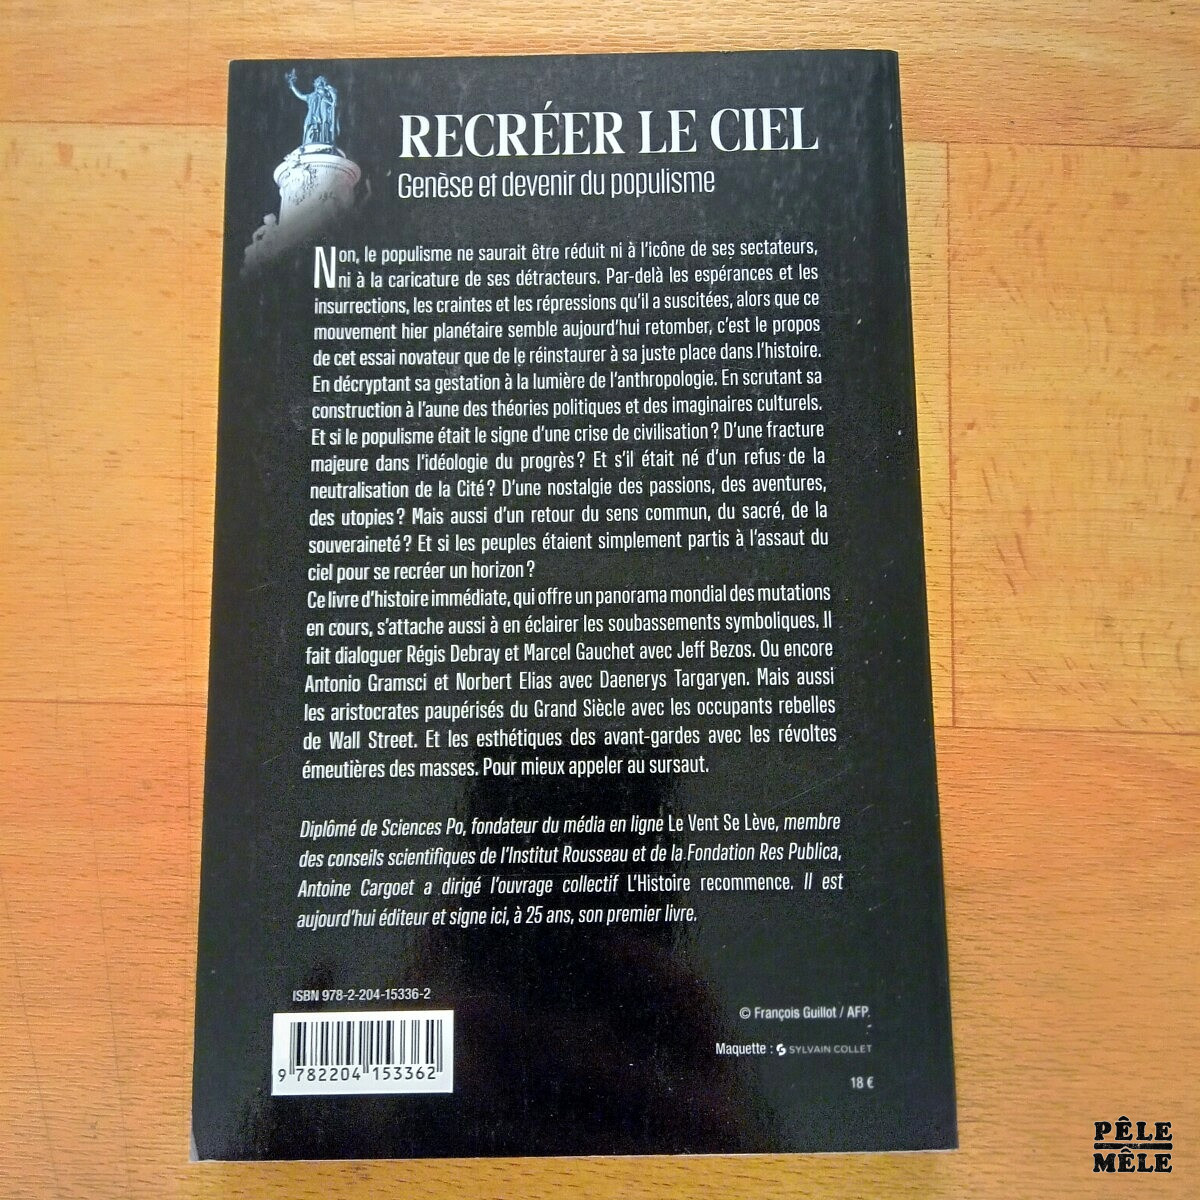 RECRÉER LE CIEL
Genèse et devenir du populisme
Non, le populisme ne saurait être réduit ni à l'icône de ses sectateurs,
ni à la caricature de ses détracteurs. Par-delà les espérances et les
insurrections, les craintes et les répressions qu'il a suscitées, alors que ce
mouvement hier planétaire semble aujourd'hui retomber, c'est le propos
de cet essai novateur que de le réinstaurer à sa juste place dans l'histoire.
En décryptant sa gestation à la lumière de l'anthropologie. En scrutant sa
construction à l'aune des théories politiques et des imaginaires culturels.
Et si le populisme était le signe d'une crise de civilisation ? D'une fracture
majeure dans l'idéologie du progrès ? Et s'il était né d'un refus de la
neutralisation de la Cité ? D'une nostalgie des passions, des aventures,
des utopies ? Mais aussi d'un retour du sens commun, du sacré, de la
souveraineté ? Et si les peuples étaient simplement partis à l'assaut du
ciel pour se recréer un horizon ?
Ce livre d'histoire immédiate, qui offre un panorama mondial des mutations
en cours, s'attache aussi à en éclairer les soubassements symboliques. Il
fait dialoguer Régis Debray et Marcel Gauchet avec Jeff Bezos. Ou encore
Antonio Gramsci et Norbert Elias avec Daenerys Targaryen. Mais aussi
les aristocrates paupérisés du Grand Siècle avec les occupants rebelles
de Wall Street. Et les esthétiques des avant-gardes avec les révoltes
émeutières des masses. Pour mieux appeler au sursaut.
Diplômé de Sciences Po, fondateur du média en ligne Le Vent Se Lève, membre
des conseils scientifiques de l'Institut Rousseau et de la Fondation Res Publica,
Antoine Cargoet a dirigé l'ouvrage collectif L'Histoire recommence. Il est
aujourd'hui éditeur et signe ici, à 25 ans, son premier livre.
ISBN 978-2-204-15336-2
9 782204 153362
© François Guillot / AFP.
Maquette : SYLVAIN COLLET
18 €
PÊLE
MÊLE